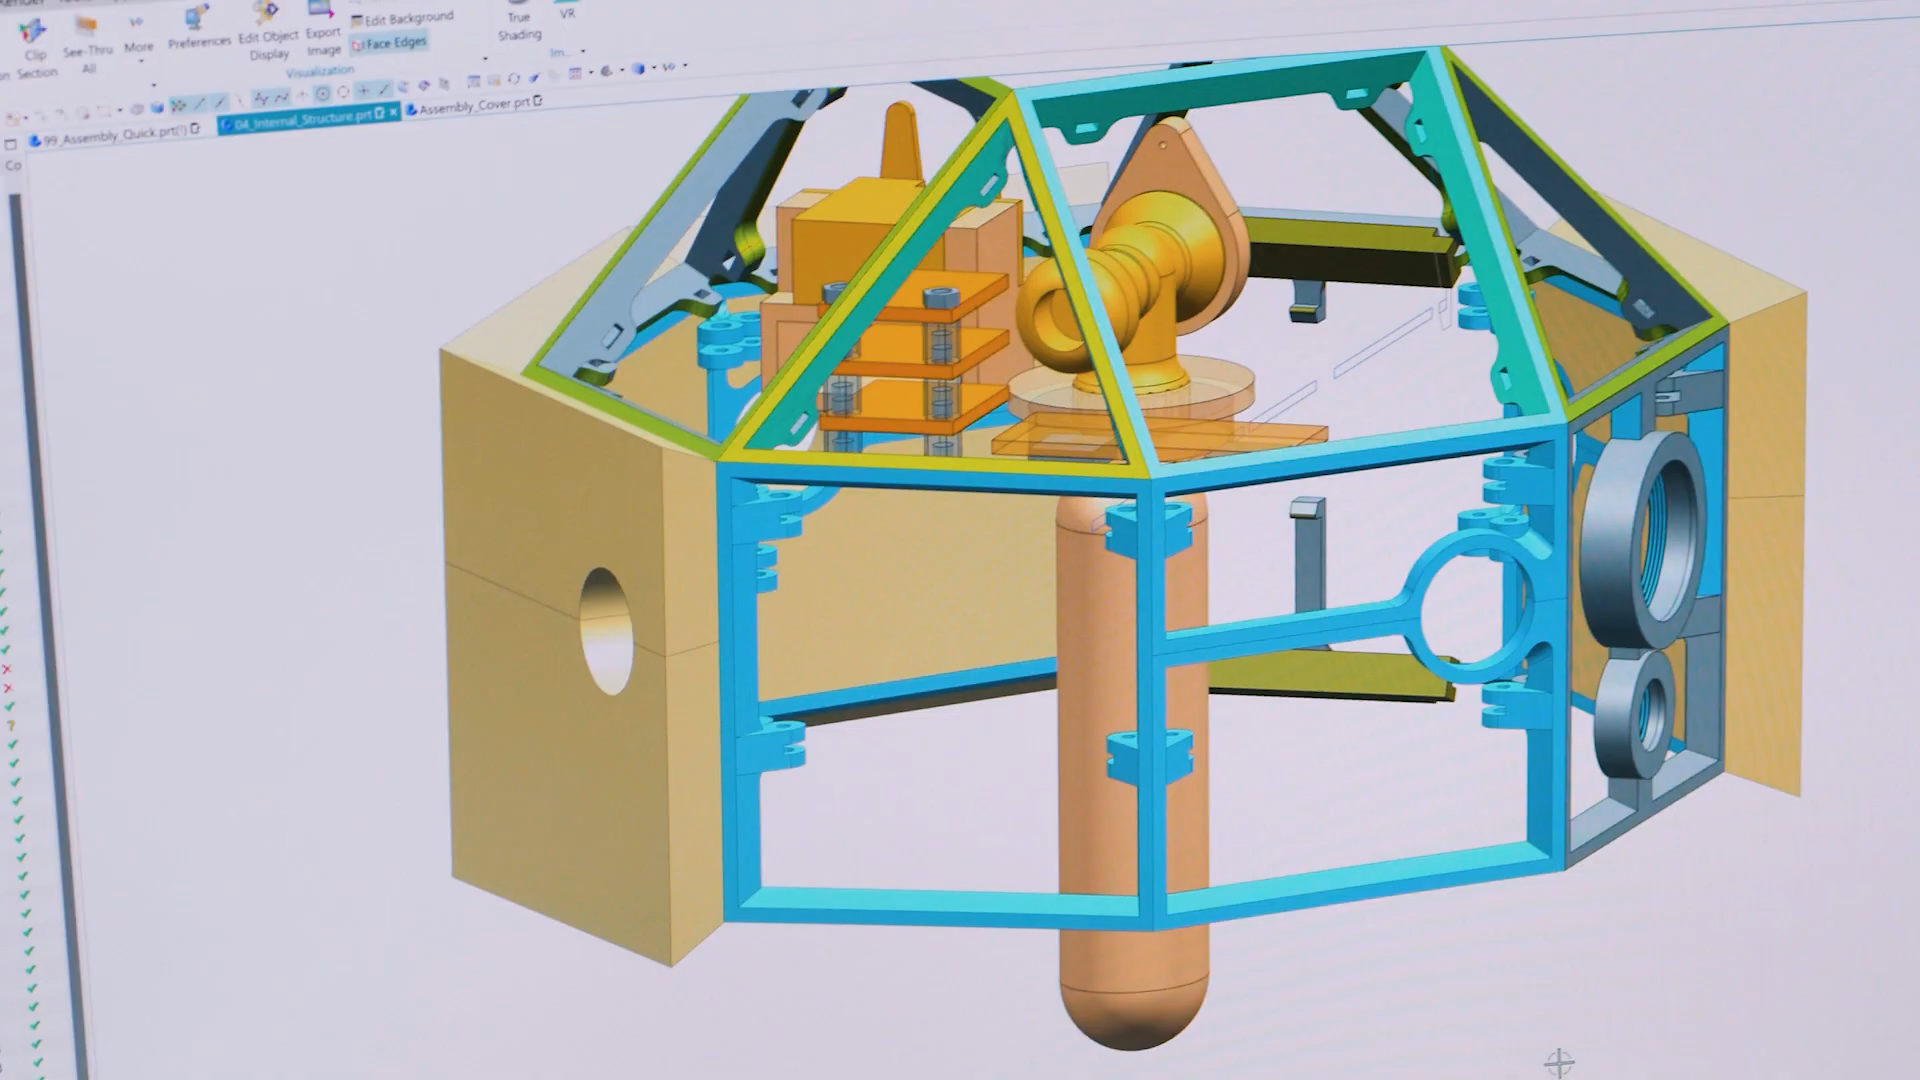 Clip
Section
See-Thru
All
More
Preferences
Edit Object
Display
Export
Image
Edit Background
Face Edges
True
Shading
VR
Visualization
Im...
99_Assembly_Quick.prt(!)
04_Internal_Structure.prt
Assembly_Cover.prt
Co